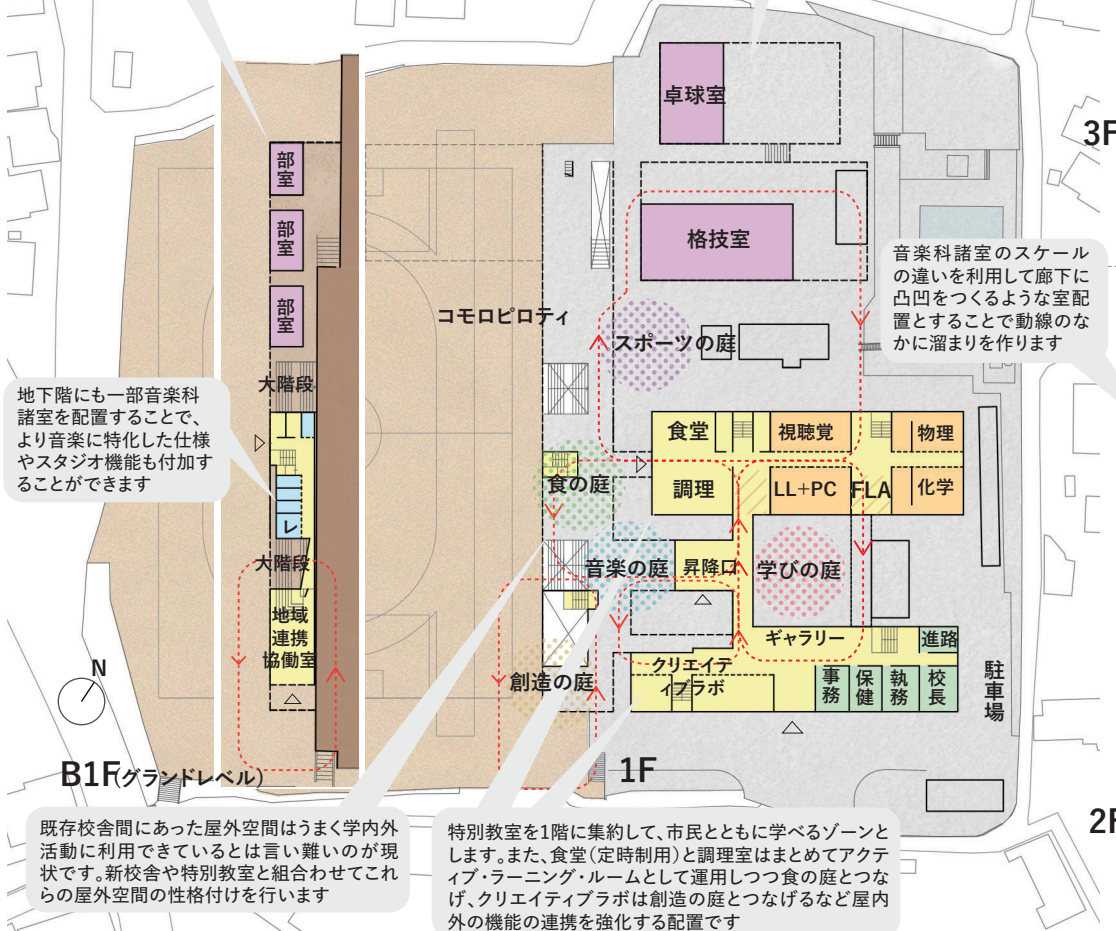 卓球室
3F
部室
格技室
部室
音楽科諸室のスケール
の違いを利用して廊下に
凸凹をつくるような室配
置とすることで動線のな
かに溜まりを作ります
部室
コモロピロティ
スポーツの庭
大階段
地下階にも一部音楽科
諸室を配置することで、
より音楽に特化した仕様
やスタジオ機能も付加す
ることができます
食堂
視聴覚
物理
調理
LL+PC
FLA
化学
食の庭
レ
大階段
音楽の庭
昇降口
学びの庭
地域
連携
協働室
ギャラリー
進路
クリエイテ
ィブラボ
事務
保健
執務
校長
駐車場
創造の庭
N
B1F(グランドレベル)
1F
2F
既存校舎間にあった屋外空間はうまく学内外
活動に利用できているとは言い難いのが現
状です。新校舎や特別教室と組合わせてこれ
らの屋外空間の性格付けを行います
特別教室を1階に集約して、市民とともに学べるゾーンと
します。また、食堂(定時制用)と調理室はまとめてアクテ
ィブ・ラーニング・ルームとして運用しつつ食の庭とつな
げ、クリエイティブラボは創造の庭とつなげるなど屋内
外の機能の連携を強化する配置です